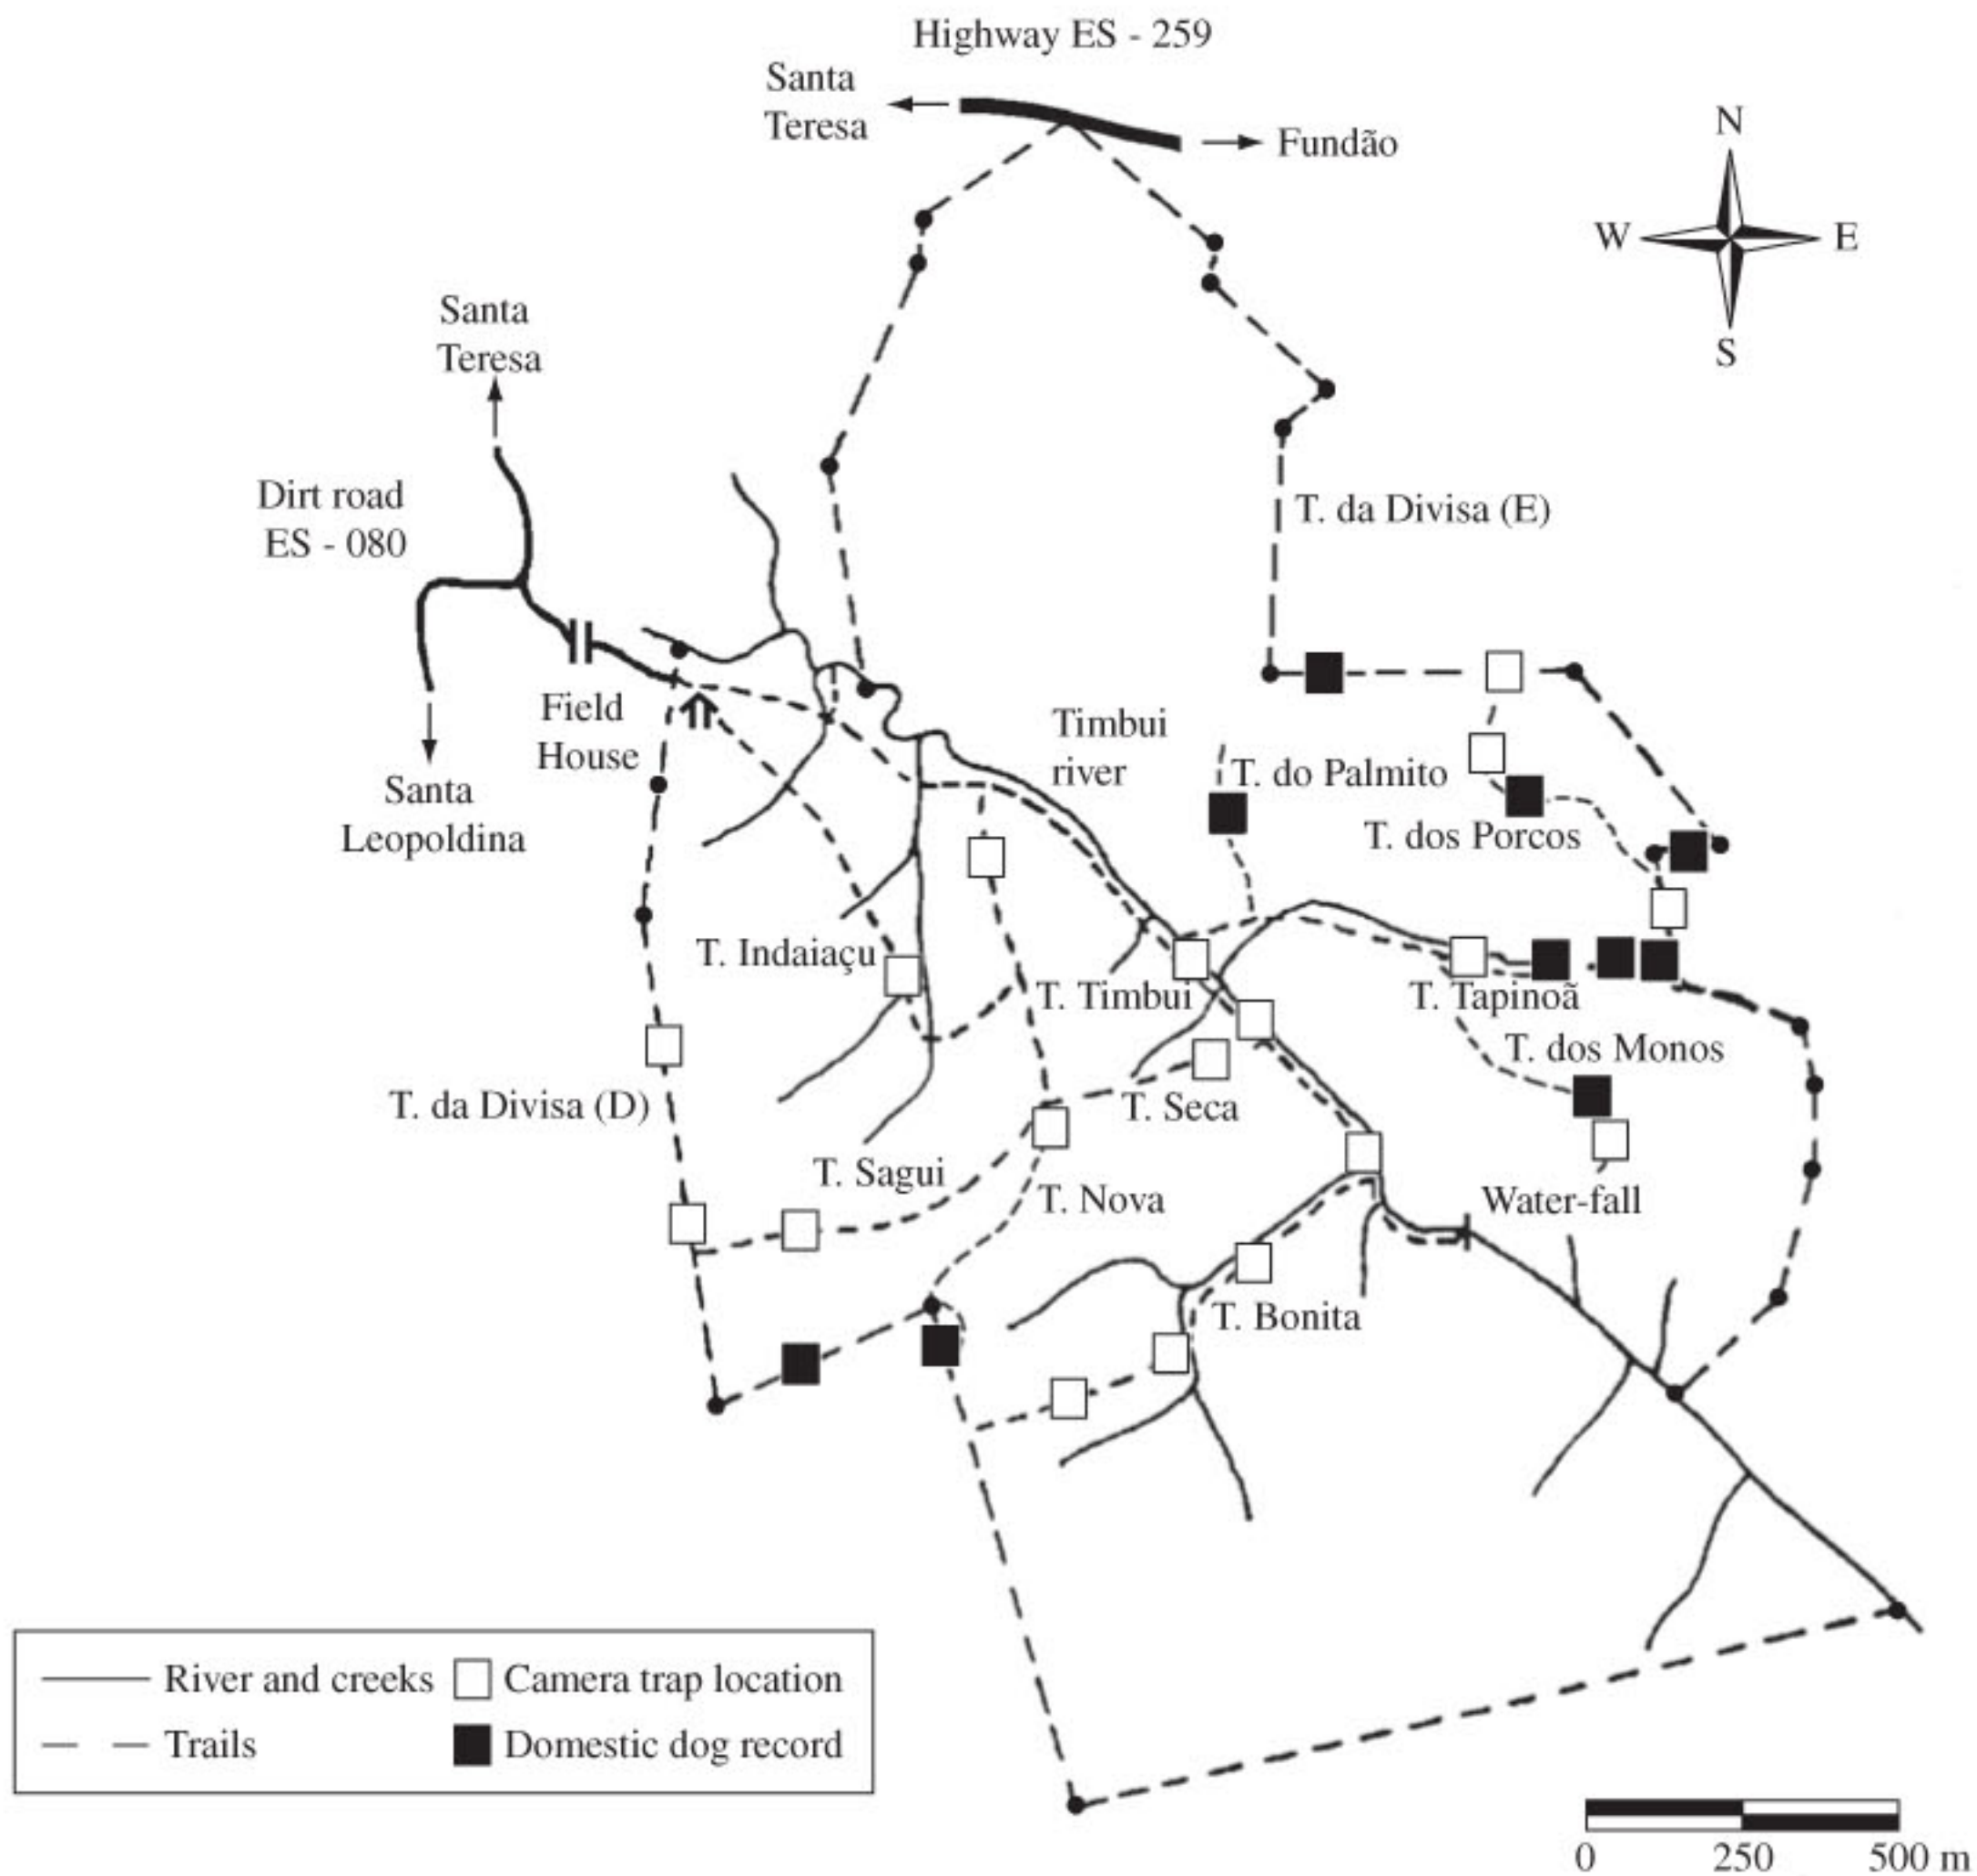 Highway ES - 259
Santa
Teresa
Fundão
N
W
E
S
Santa
Teresa
Dirt road
ES - 080
T. da Divisa (E)
Field
House
Timbui
river
T. do Palmito
Santa
Leopoldina
T. dos Porcos
T. Indaiaçu
T. Timbui
T. Tapinoã
T. dos Monos
T. da Divisa (D)
T. Seca
T. Sagui
T. Nova
Water-fall
T. Bonita
River and creeks
Camera trap location
Trails
Domestic dog record
0 250 500 m